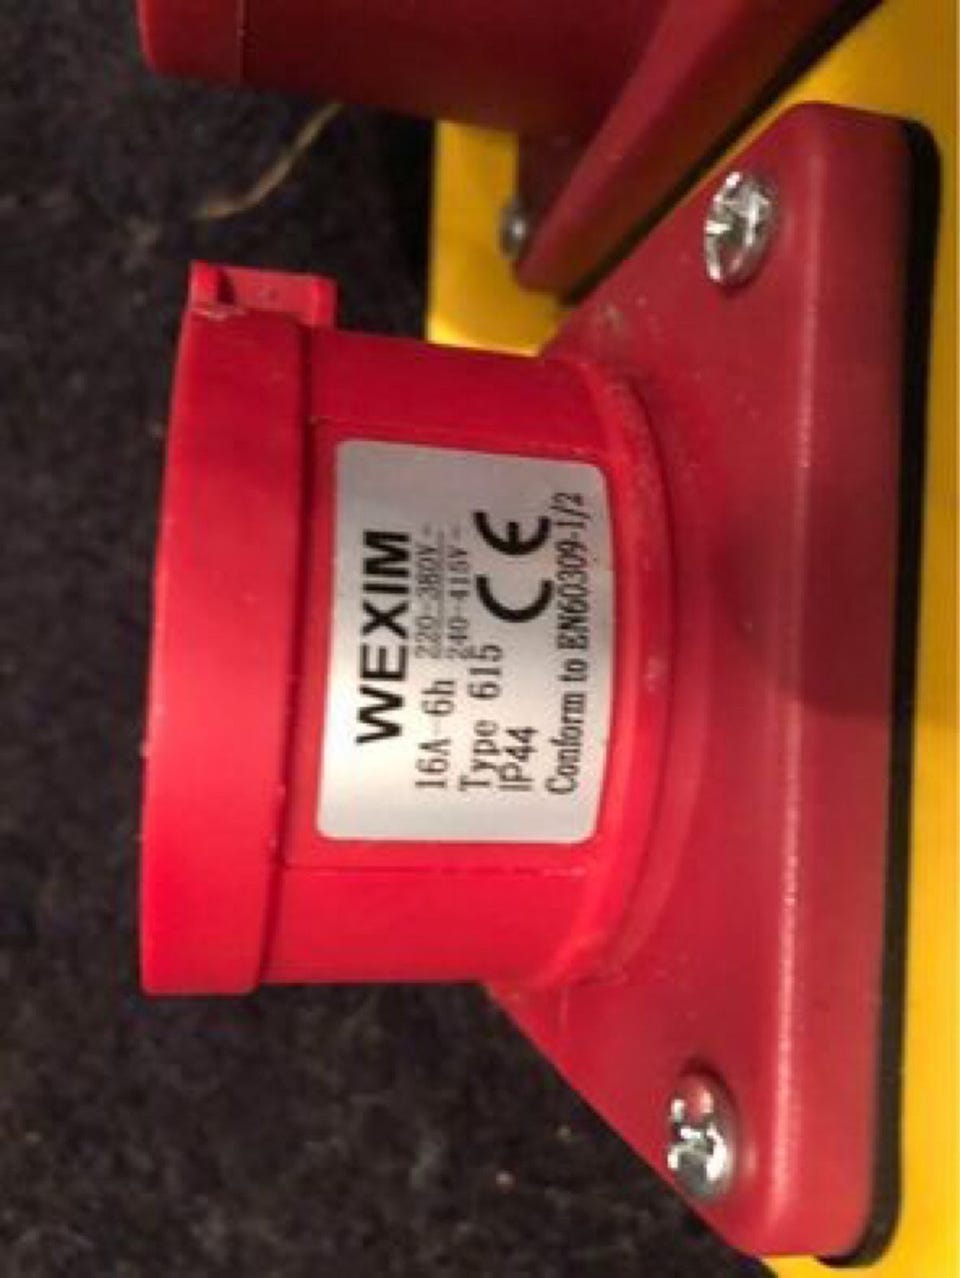 WEXIM
16A-6h 220-380V~
240-415V~
Type 615
IP44
CE
Conform to EN60309-1/2